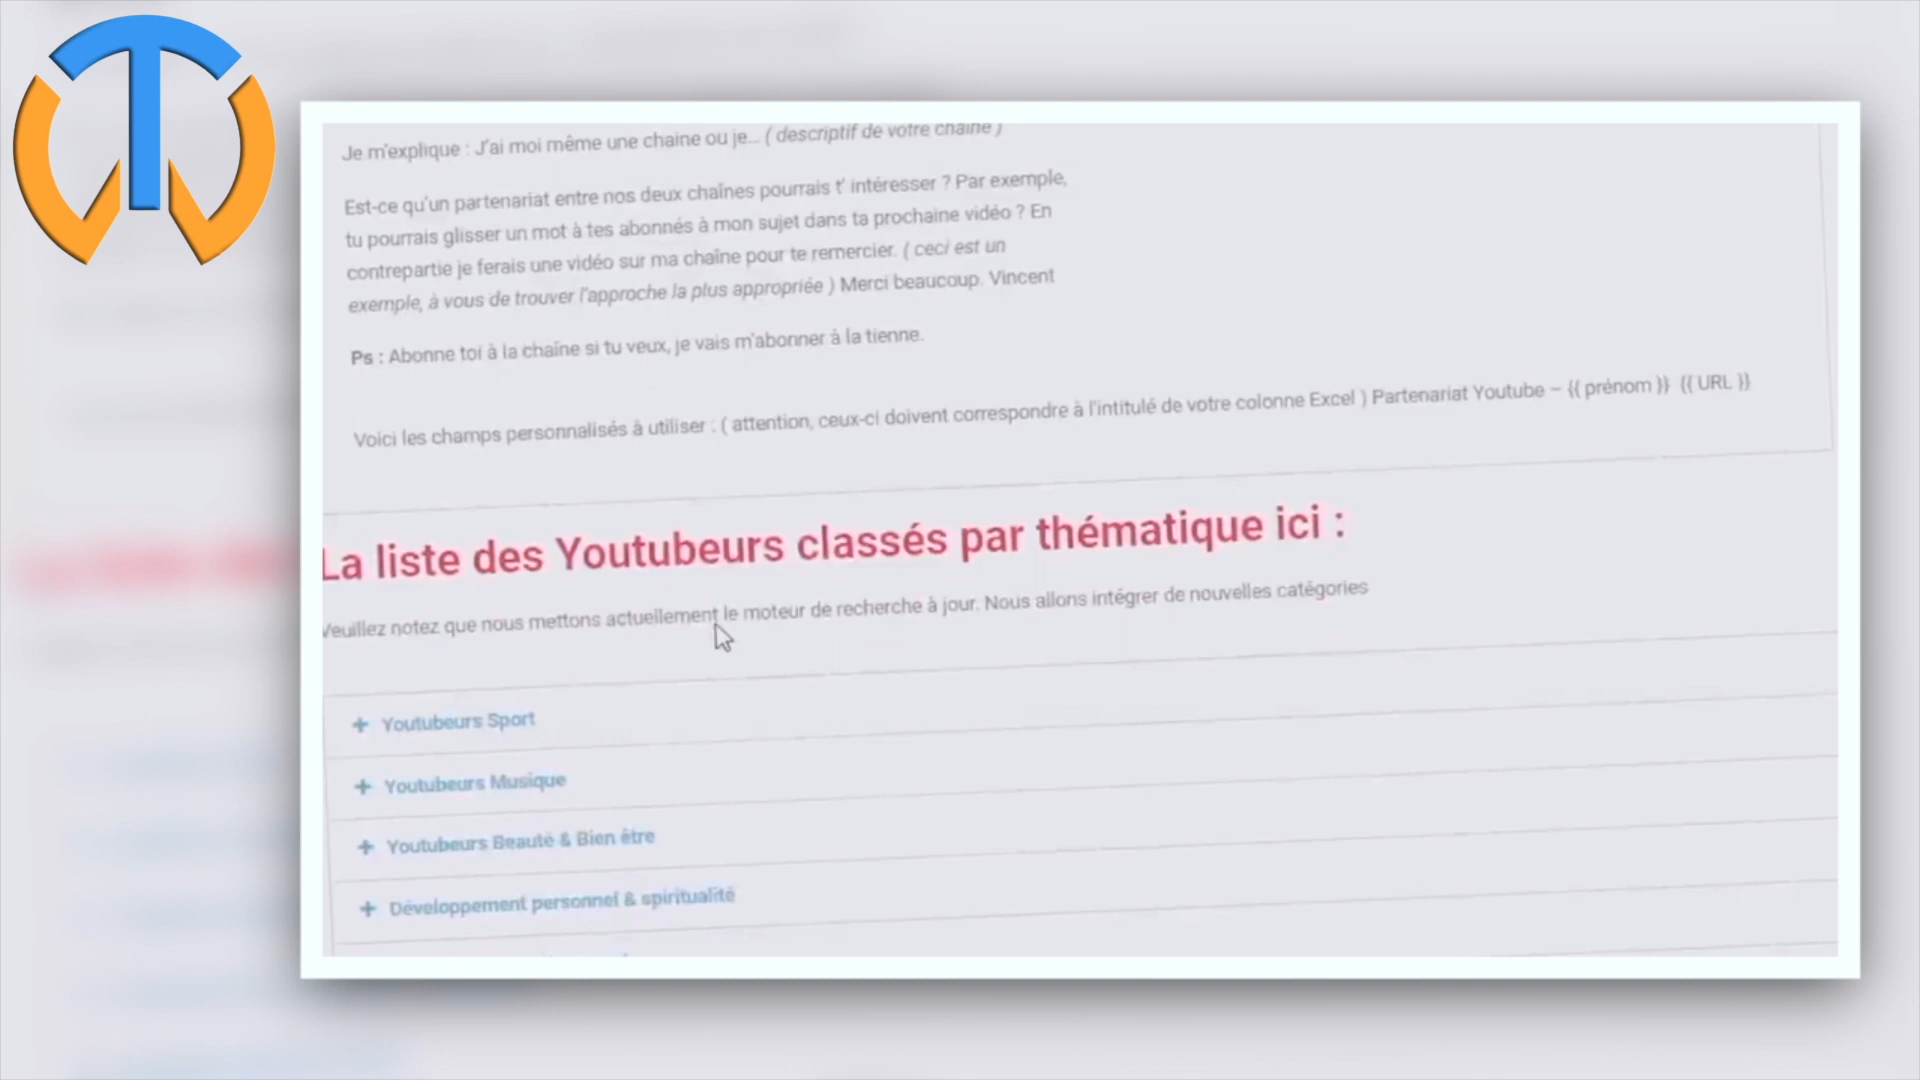 Je m'explique : J'ai moi même une chaine ou je... ( descriptif de votre chaine )
Est-ce qu'un partenariat entre nos deux chaînes pourrais t' intéresser ? Par exemple,
tu pourrais glisser un mot à tes abonnés à mon sujet dans ta prochaine vidéo ? En
contrepartie je ferais une vidéo sur ma chaîne pour te remercier. ( ceci est un
exemple, à vous de trouver l'approche la plus appropriée ) Merci beaucoup. Vincent
Ps : Abonne toi à la chaîne si tu veux, je vais m'abonner à la tienne.
Voici les champs personnalisés à utiliser : ( attention, ceux-ci doivent correspondre à l'intitulé de votre colonne Excel ) Partenariat Youtube – {{ prénom }} {{ URL }}
La liste des Youtubeurs classés par thématique ici :
Veuillez notez que nous mettons actuellement le moteur de recherche à jour. Nous allons intégrer de nouvelles catégories
+ Youtubeurs Sport
+ Youtubeurs Musique
+ Youtubeurs Beauté & Bien être
+ Développement personnel & spiritualité